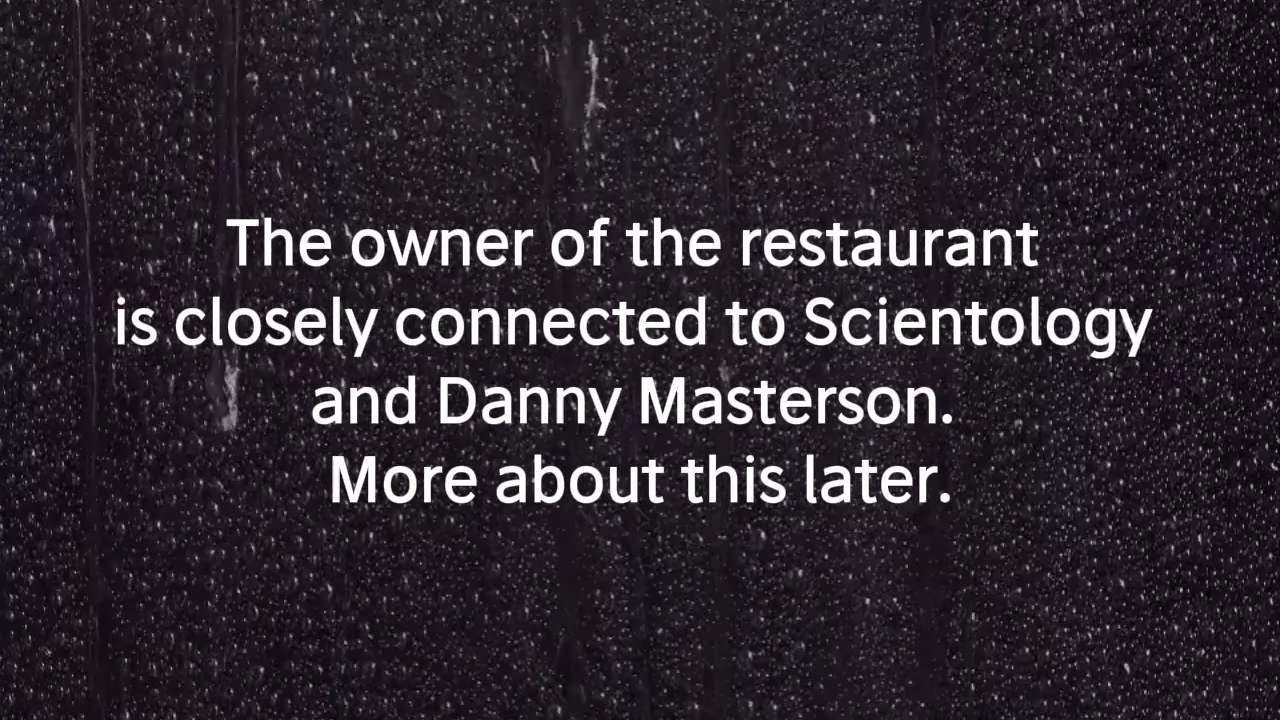 The owner of the restaurant
is closely connected to Scientology
and Danny Masterson.
More about this later.